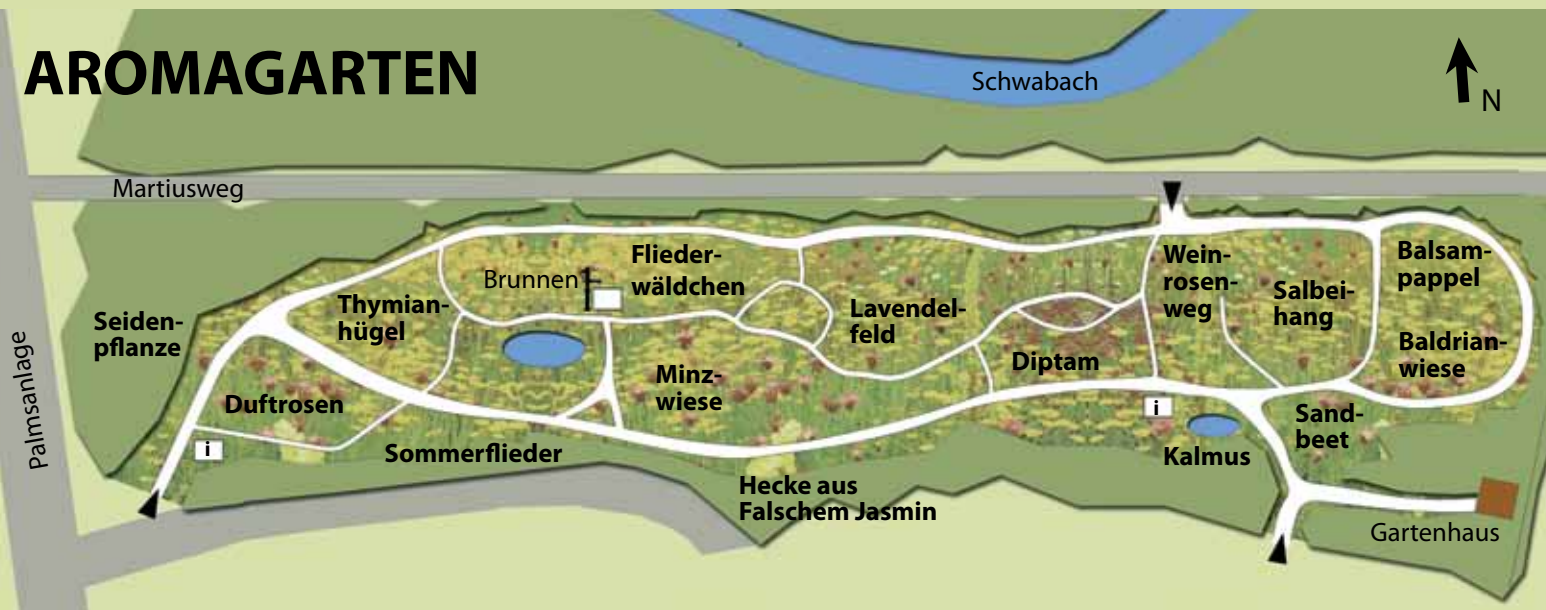 AROMAGARTEN
Schwabach
N
Martiusweg
Palmsanlage
Seiden-
pflanze
Thymian-
hügel
Brunnen
Flieder-
wäldchen
Lavendel-
feld
Wein-
rosen-
weg
Salbei-
hang
Balsam-
pappel
Baldrian-
wiese
Duftrosen
i
Sommerflieder
Minz-
wiese
Diptam
i
Kalmus
Sand-
beet
Hecke aus
Falschem Jasmin
Gartenhaus